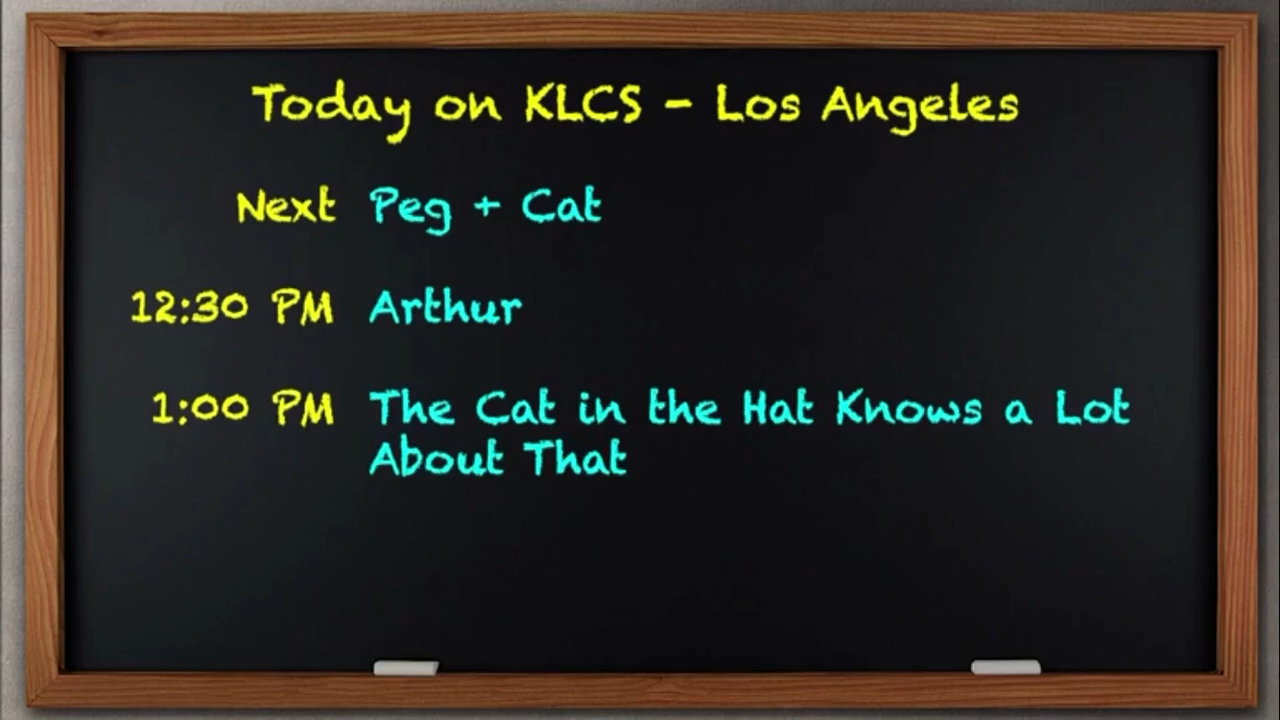 Today on KLCS - Los Angeles
Next Peg + Cat
12:30 PM Arthur
1:00 PM The Cat in the Hat Knows a Lot
About That